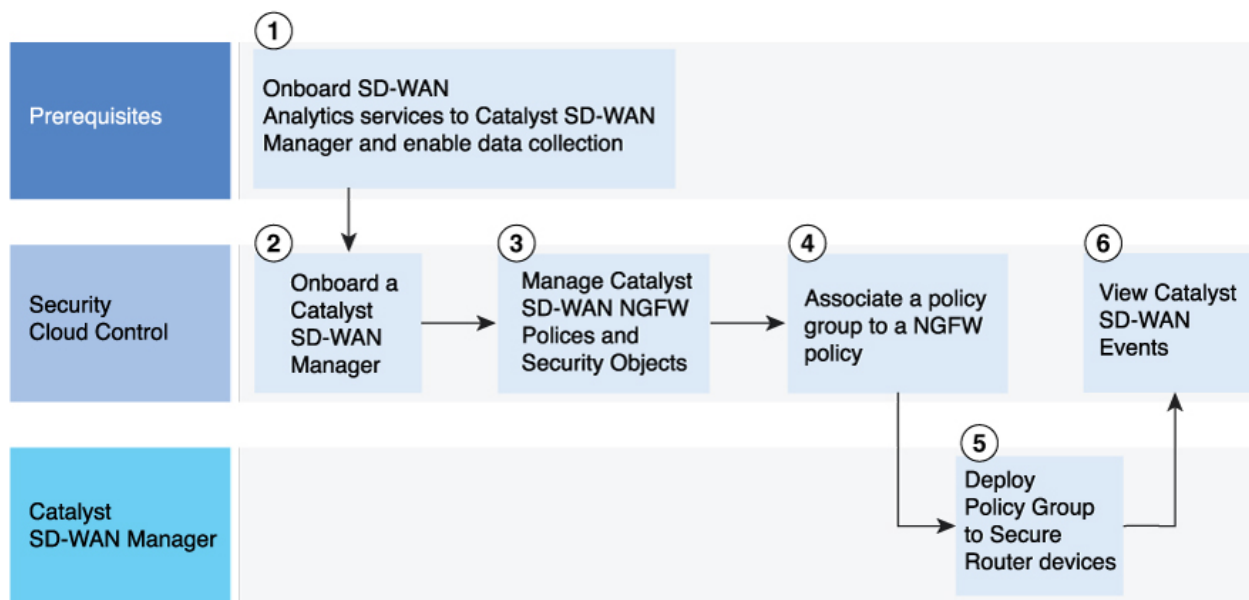 1
Prerequisites
Onboard SD-WAN
Analytics services to Catalyst SD-WAN
Manager and enable data collection
2
3
4
6
Security
Cloud Control
Onboard a
Catalyst
SD-WAN
Manager
Manage Catalyst
SD-WAN NGFW
Polices and
Security Objects
Associate a policy
group to a NGFW
policy
View Catalyst
SD-WAN
Events
5
Catalyst
SD-WAN Manager
Deploy
Policy Group
to Secure
Router devices